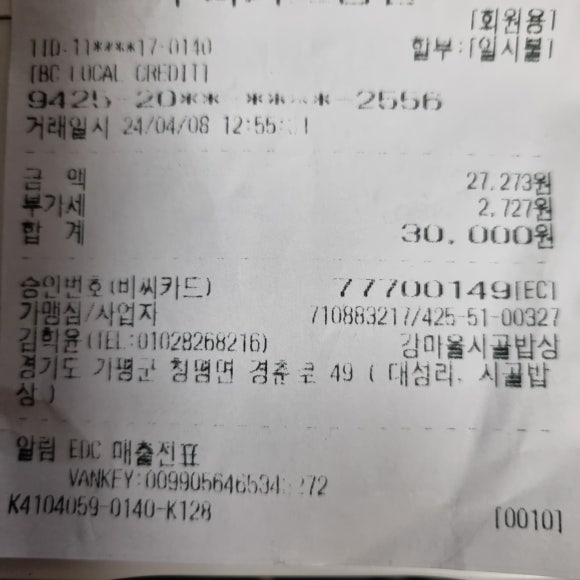 [회원용]
TID:11****17-0140 할부:[일시불]
[BC LOCAL CREDIT]
9425-20**-****-2556
거래일시 24/04/08 12:55:
금 액 27,273원
부가세 2,727원
합 계 30,000원
승인번호(비씨카드) 77700149[EC]
가맹점/사업자 710883217/425-51-00327
김학윤(TEL:01028268216) 강마을시골밥상
경기도 가평군 청평면 경춘로 49 ( 대성리, 시골밥
상)
알림 EDC 매출전표
VANKEY:
K4104059-0140-K128 [0010]